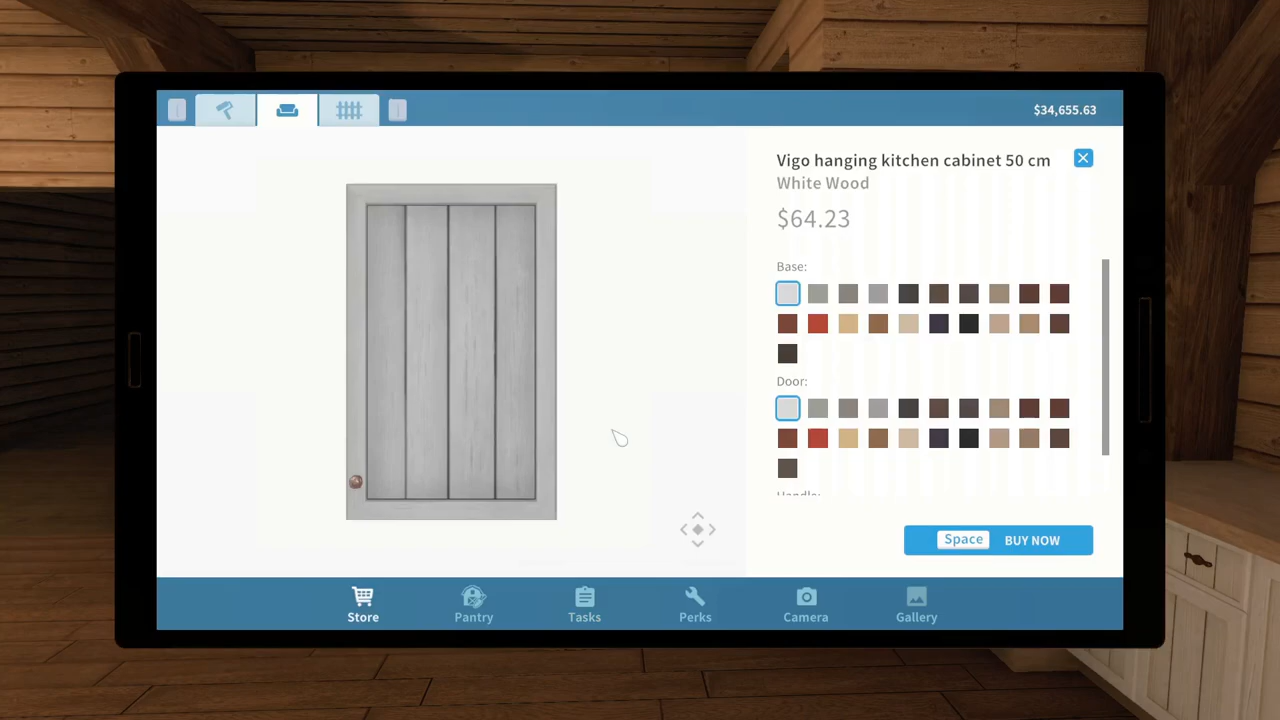 $34,655.63
Vigo hanging kitchen cabinet 50 cm
White Wood
$64.23
Base:
Door:
Handle:
Space BUY NOW
Store Pantry Tasks Perks Camera Gallery